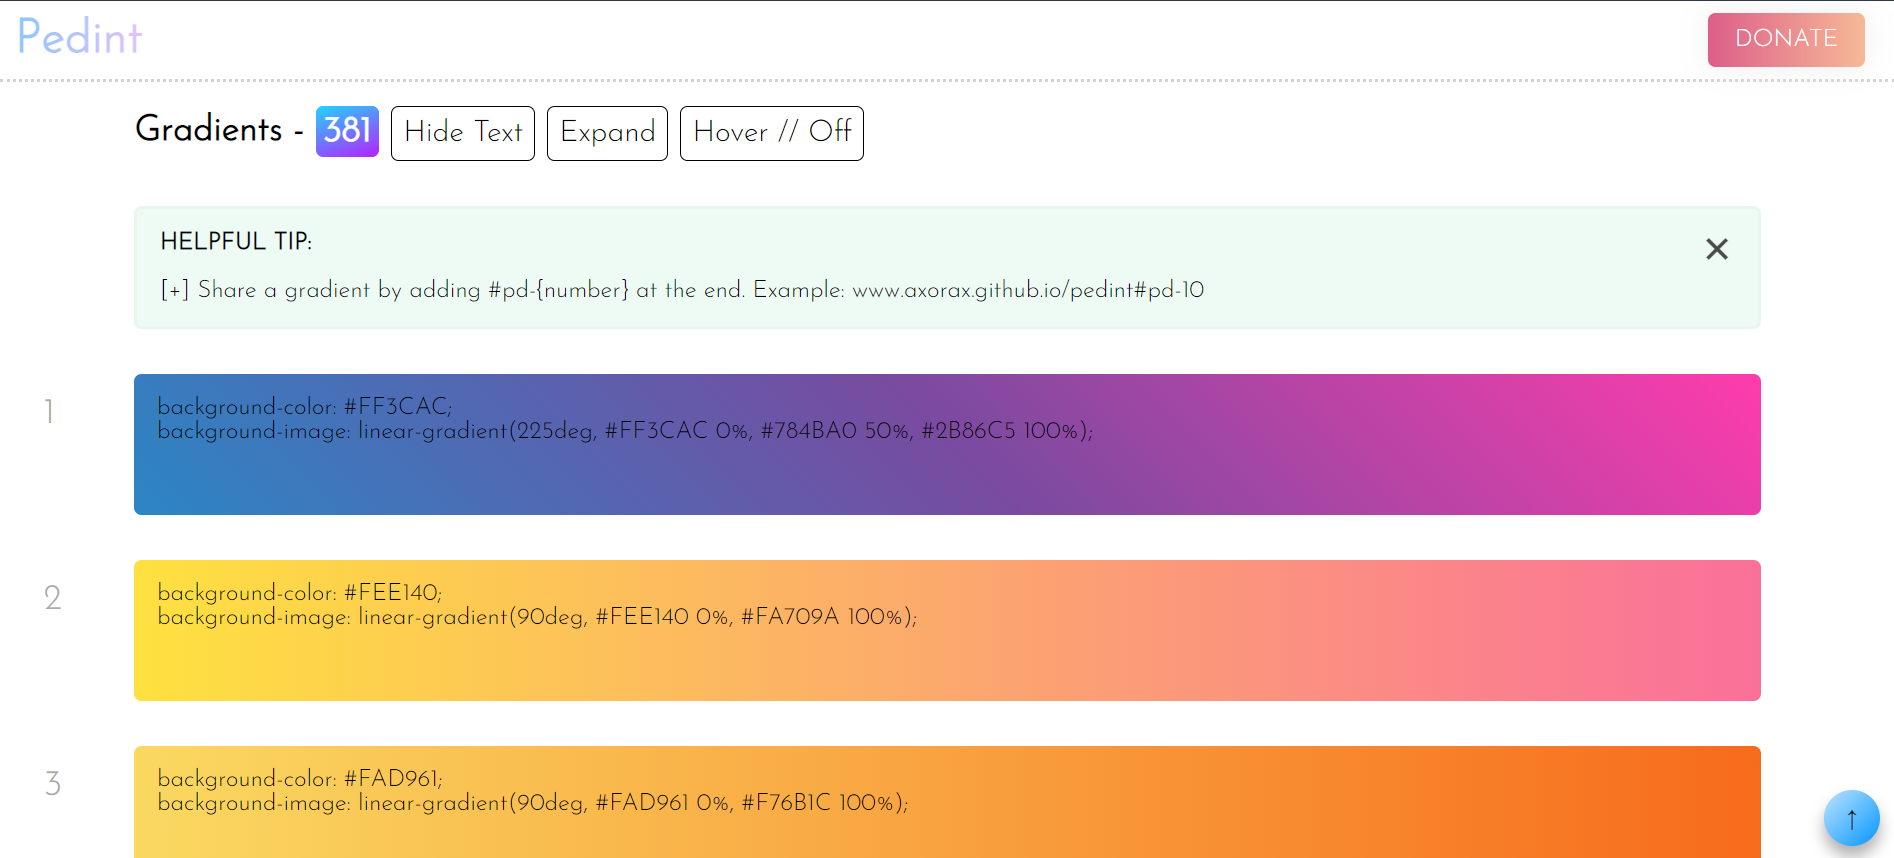 Pedint
DONATE
Gradients - 381 Hide Text Expand Hover // Off
HELPFUL TIP:
[+] Share a gradient by adding #pd-{number} at the end. Example: www.axorax.github.io/pedint#pd-10
1
background-color: #FF3CAC;
background-image: linear-gradient(225deg, #FF3CAC 0%, #784BA0 50%, #2B86C5 100%);
2
background-color: #FEE140;
background-image: linear-gradient(90deg, #FEE140 0%, #FA709A 100%);
3
background-color: #FAD961;
background-image: linear-gradient(90deg, #FAD961 0%, #F76B1C 100%);
↑